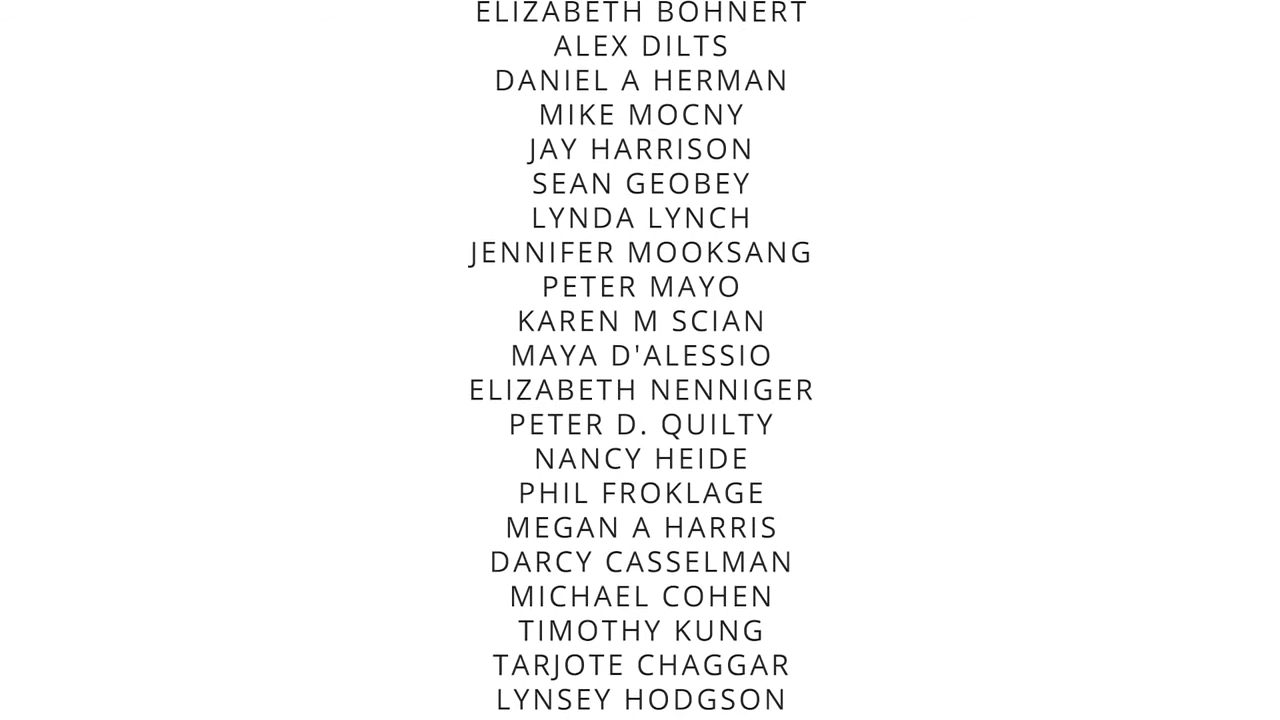 ELIZABETH BOHNERT
ALEX DILTS
DANIEL A HERMAN
MIKE MOCNY
JAY HARRISON
SEAN GEOBEY
LYNDA LYNCH
JENNIFER MOOKSANG
PETER MAYO
KAREN M SCIAN
MAYA D'ALESSIO
ELIZABETH NENNIGER
PETER D. QUILTY
NANCY HEIDE
PHIL FROKLAGE
MEGAN A HARRIS
DARCY CASSELMAN
MICHAEL COHEN
TIMOTHY KUNG
TARJOTE CHAGGAR
LYNSEY HODGSON